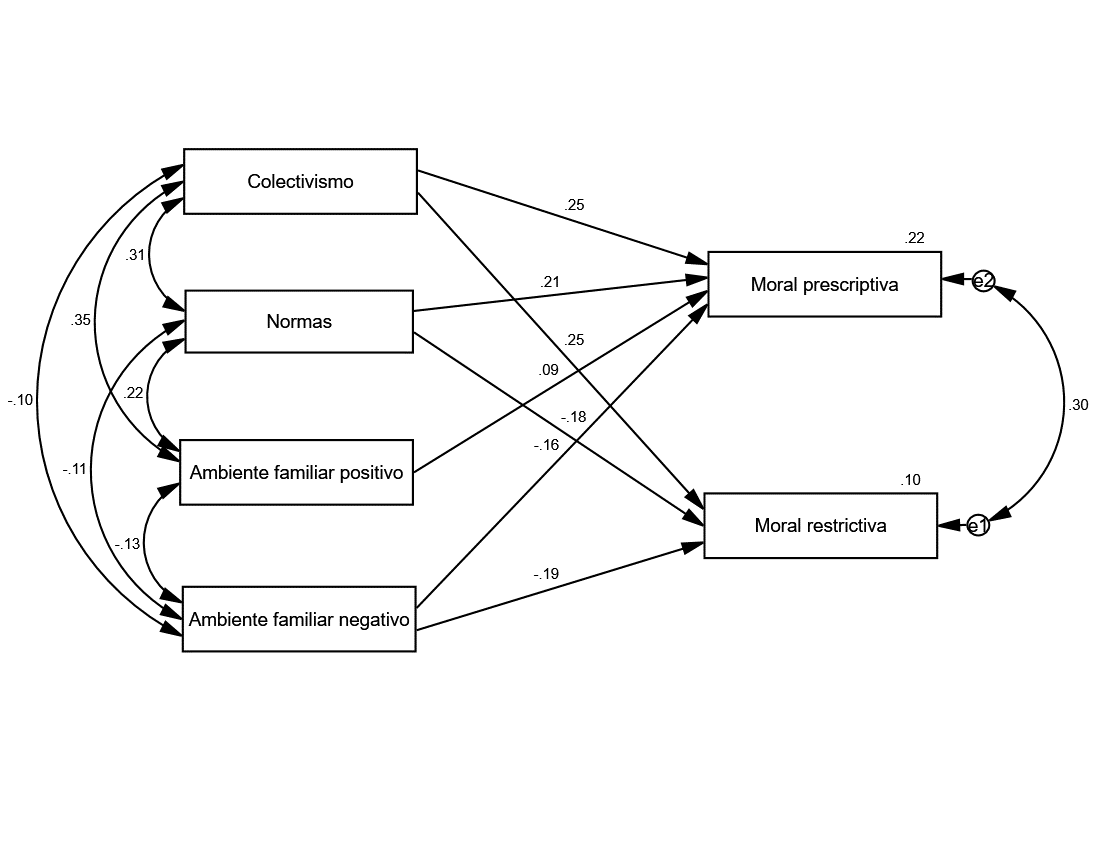 Colectivismo
.25
.22
.31
.21
Moral prescriptiva
e2
.35
Normas
.25
.09
.22
-.10
.30
-.18
-.16
-.11
Ambiente familiar positivo
.10
-.13
Moral restrictiva
e1
-.19
Ambiente familiar negativo